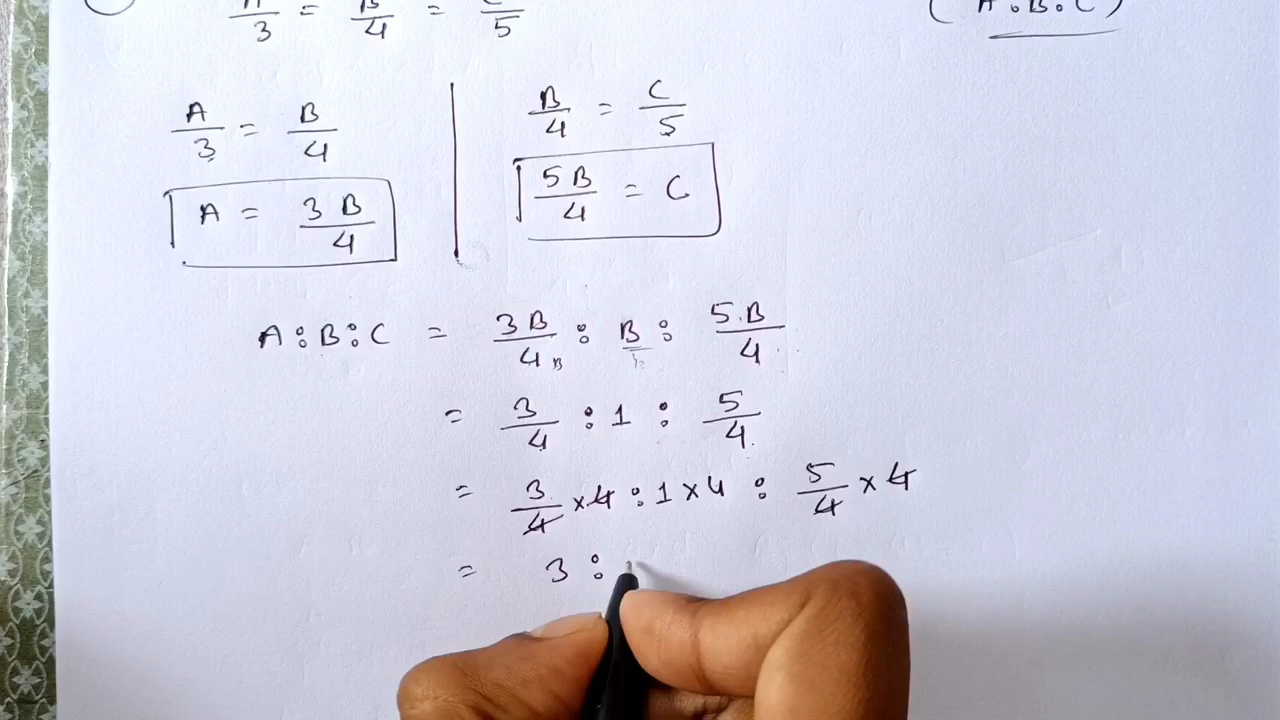 A/3 = B/4 = C/5 (A:B:C)
A/3 = B/4
B/4 = C/5
A = 3B/4
5B/4 = C
A:B:C = 3B/4 : B : 5.B/4
= 3/4 : 1 : 5/4
= 3/4 × 4 : 1 × 4 : 5/4 × 4
= 3 :